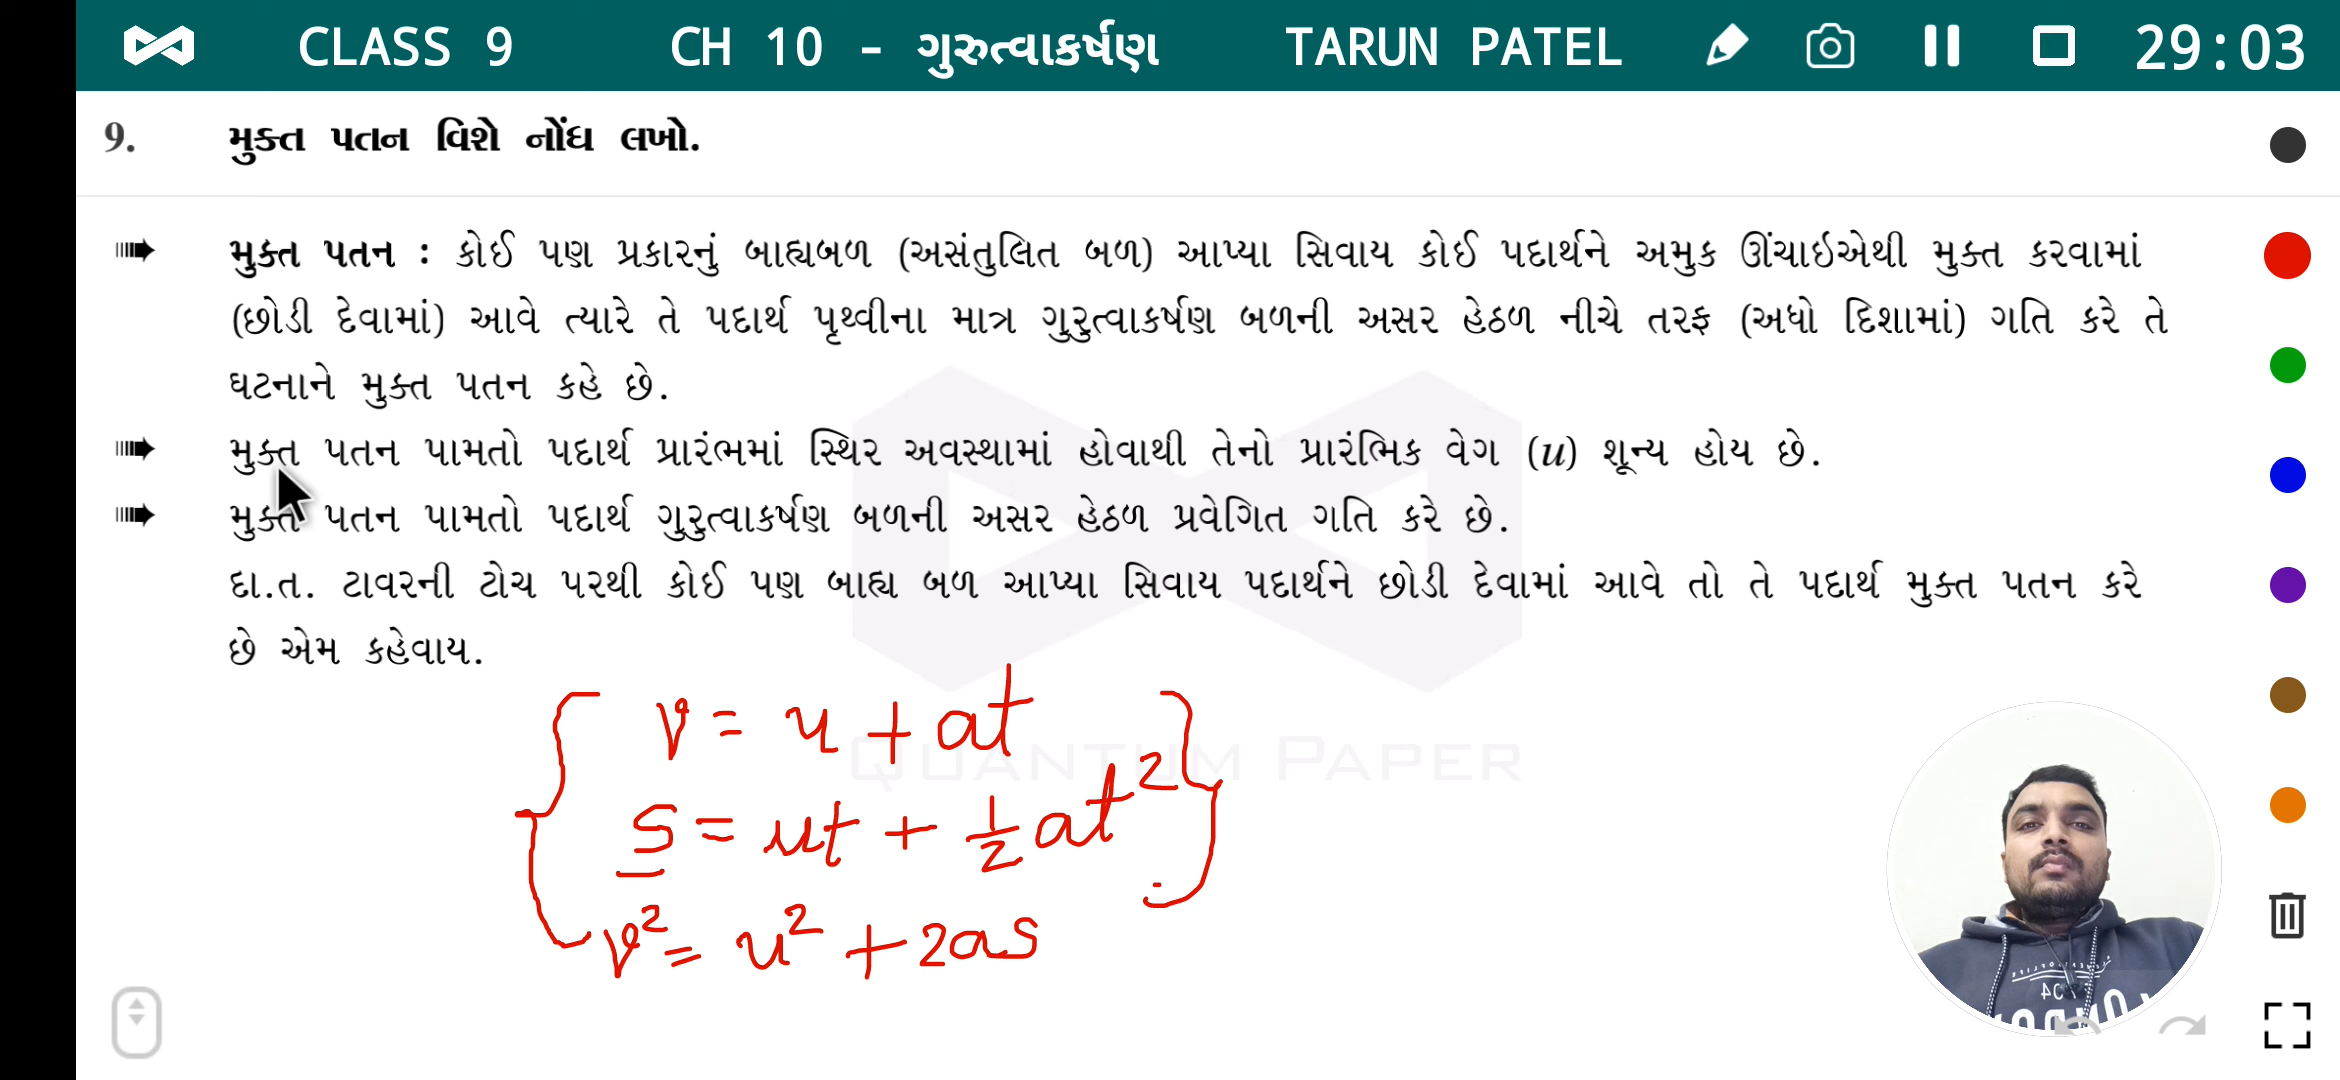 CLASS 9 CH 10 - ગુરુત્વાકર્ષણ TARUN PATEL 29:03
9. મુક્ત પતન વિશે નોંધ લખો.
મુક્ત પતન : કોઈ પણ પ્રકારનું બાહ્યબળ (અસંતુલિત બળ) આપ્યા સિવાય કોઈ પદાર્થને અમુક ઊંચાઇએથી મુક્ત કરવામાં
(છોડી દેવામાં) આવે ત્યારે તે પદાર્થ પૃથ્વીના માત્ર ગુરુત્વાકર્ષણ બળની અસર હેઠળ નીચે તરફ (અધો દિશામાં) ગતિ કરે તે
ઘટનાને મુક્ત પતન કહે છે.
મુક્ત પતન પામતો પદાર્થ પ્રારંભમાં સ્થિર અવસ્થામાં હોવાથી તેનો પ્રારંભિક વેગ (u) શૂન્ય હોય છે.
મુક્ત પતન પામતો પદાર્થ ગુરુત્વાકર્ષણ બળની અસર હેઠળ પ્રવેગિત ગતિ કરે છે.
દા.ત. ટાવરની ટોચ પરથી કોઈ પણ બાહ્ય બળ આપ્યા સિવાય પદાર્થને છોડી દેવામાં આવે તો તે પદાર્થ મુક્ત પતન કરે
છે એમ કહેવાય.
v = u + at
QUANTUM PAPER
s = ut + ½ at²
v² = u² + 2as